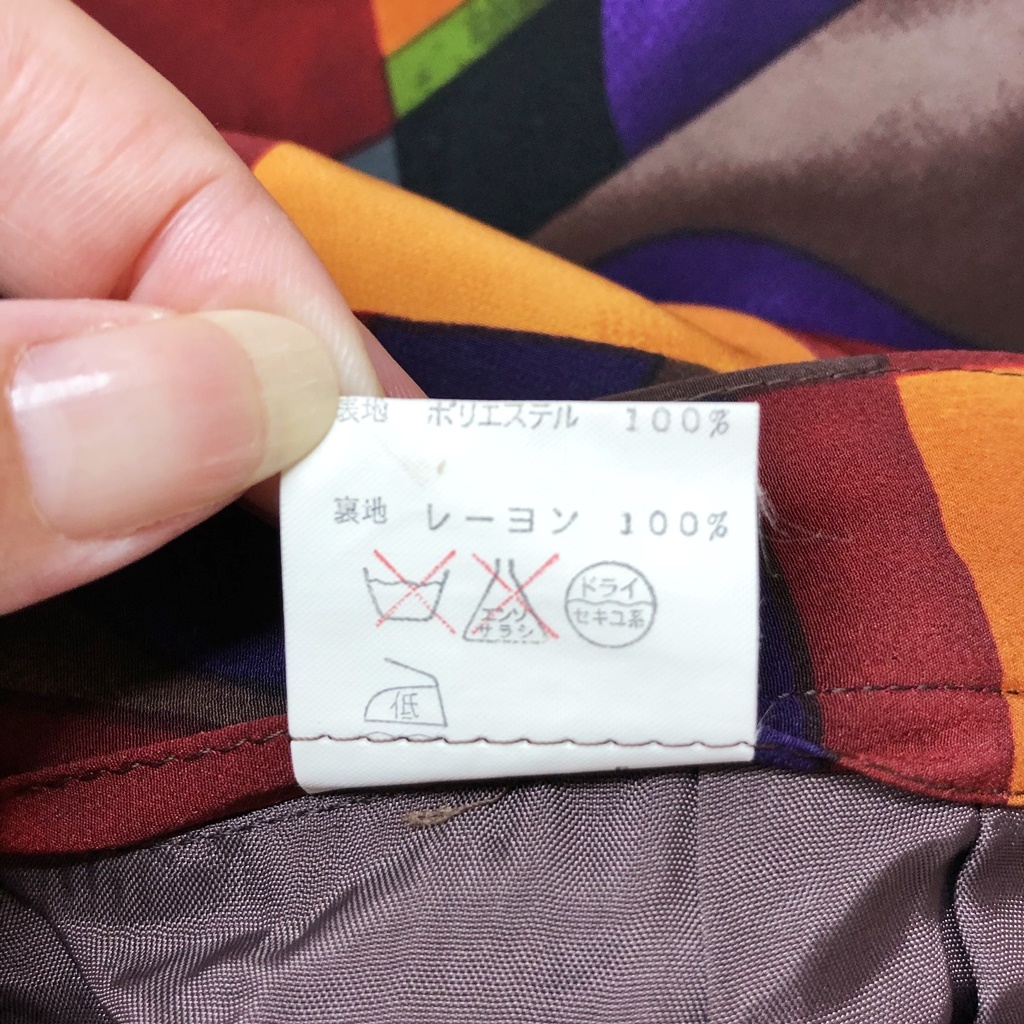 表地 ポリエステル 100%
裏地 レーヨン 100%
エンソ
サラシ
ドライ
セキユ系
低